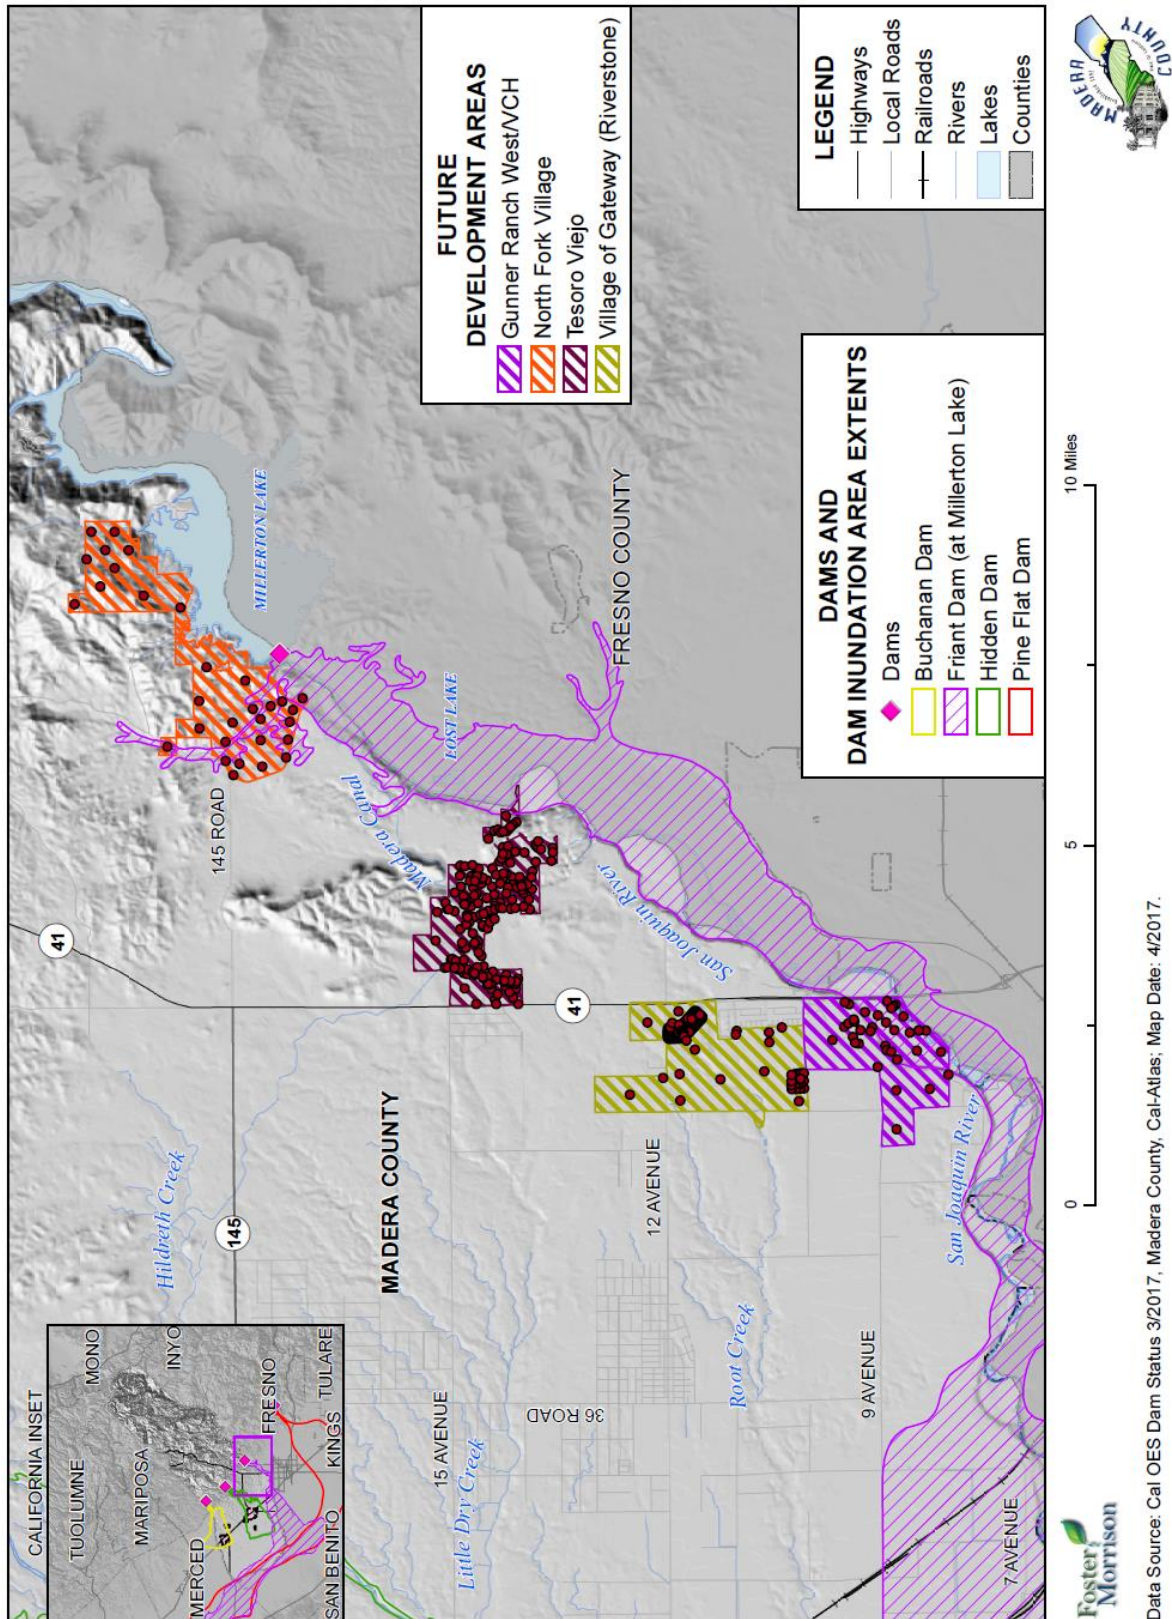 CALIFORNIA INSET
TUOLUMNE
MONO
MARIPOSA
INYO
MERCED
FRESNO
SAN BENITO
KINGS
TULARE
Hildreth Creek
145
41
145 ROAD
MADERA COUNTY
Madera Canal
MILLERTON LAKE
LOST LAKE
15 AVENUE
Little Dry Creek
36 ROAD
12 AVENUE
41
San Joaquin River
FRESNO COUNTY
Root Creek
9 AVENUE
San Joaquin River
7 AVENUE
FUTURE
DEVELOPMENT AREAS
Gunner Ranch West/VCH
North Fork Village
Tesoro Viejo
Village of Gateway (Riverstone)
DAMS AND
DAM INUNDATION AREA EXTENTS
Dams
Buchanan Dam
Friant Dam (at Millerton Lake)
Hidden Dam
Pine Flat Dam
LEGEND
Highways
Local Roads
Railroads
Rivers
Lakes
Counties
0
5
10 Miles
Foster
Morrison
Data Source: Cal OES Dam Status 3/2017, Madera County, Cal-Atlas; Map Date: 4/2017.
MADERA
COUNTY